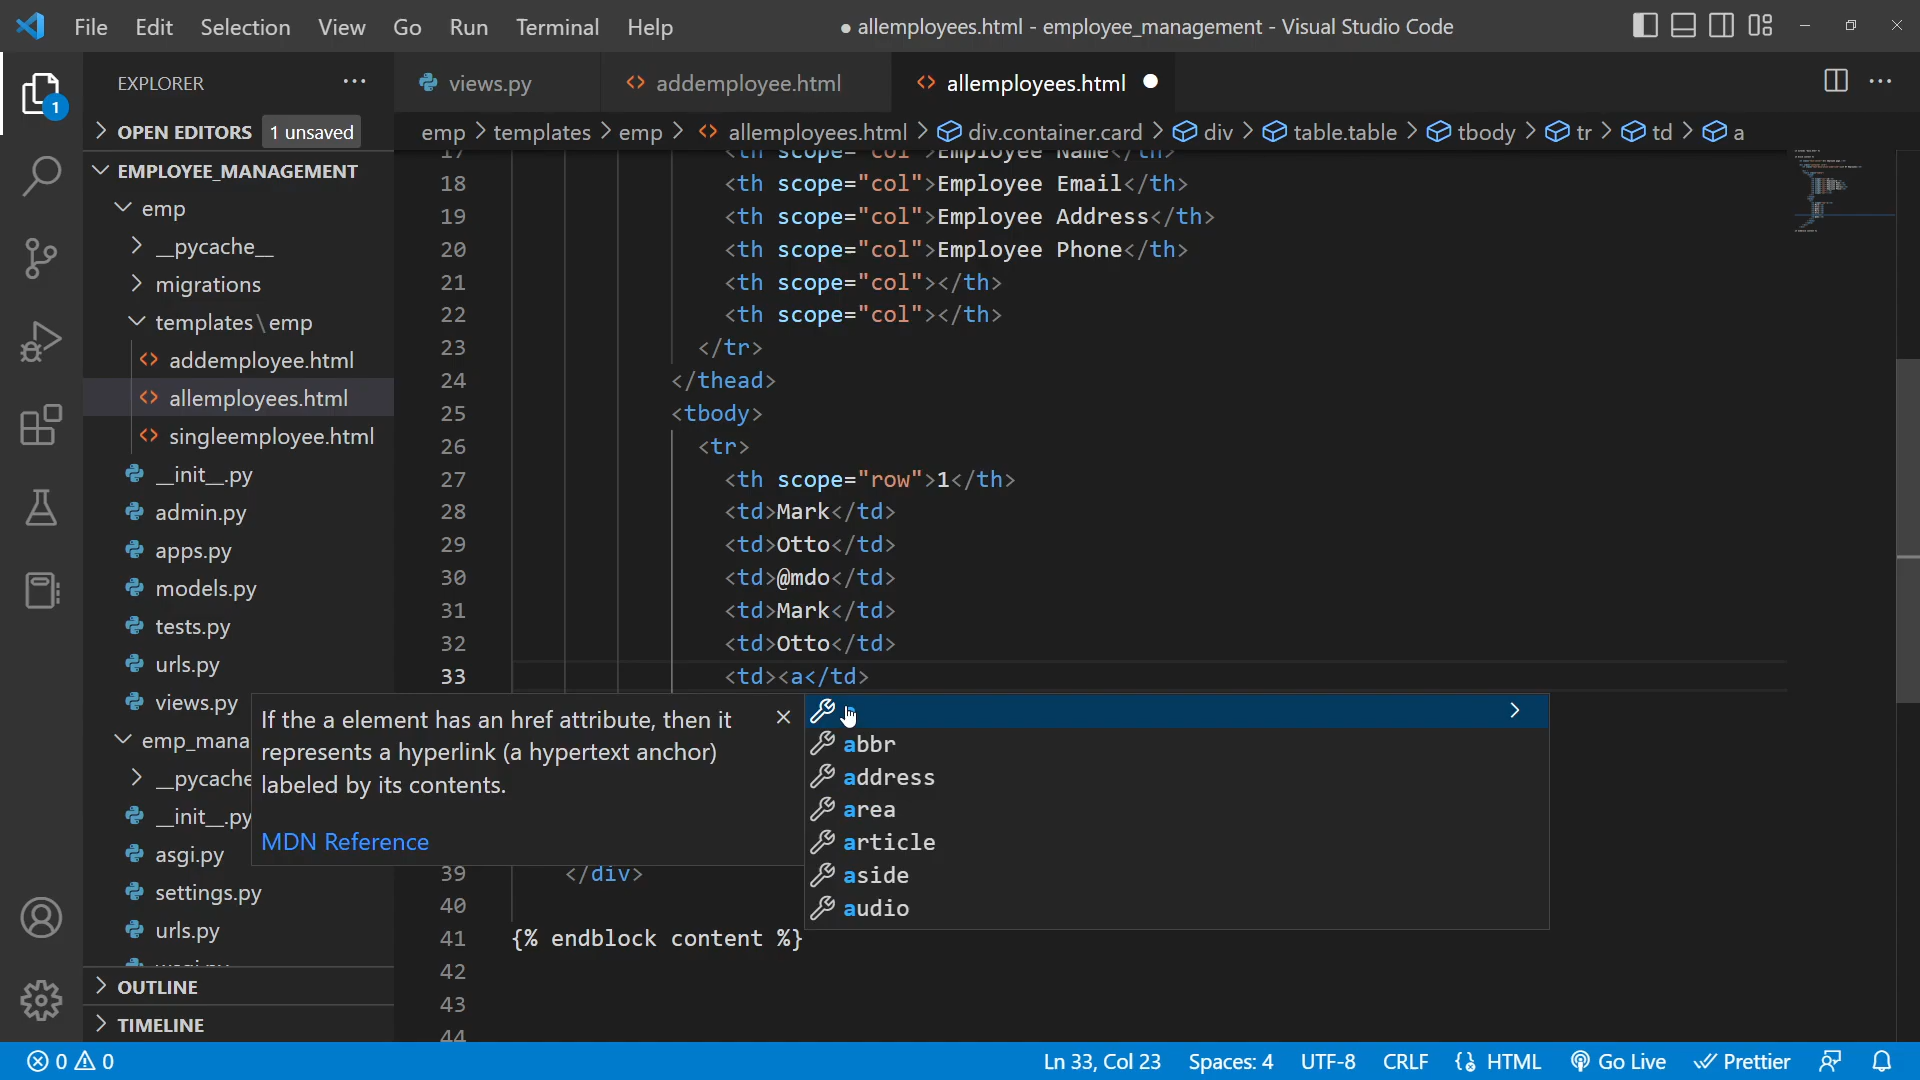 File Edit Selection View Go Run Terminal Help
● allemployees.html - employee_management - Visual Studio Code
EXPLORER
1
OPEN EDITORS 1 unsaved
EMPLOYEE_MANAGEMENT
emp
__pycache__
migrations
templates\emp
addemployee.html
allemployees.html
singleemployee.html
__init__.py
admin.py
apps.py
models.py
tests.py
urls.py
views.py
emp_mana
__pycache
__init__.py
asgi.py
settings.py
urls.py
OUTLINE
TIMELINE
views.py addemployee.html allemployees.html
emp > templates > emp > allemployees.html > div.container.card > div > table.table > tbody > tr > td > a
17 <th scope="col">Employee Name</th>
18 <th scope="col">Employee Email</th>
19 <th scope="col">Employee Address</th>
20 <th scope="col">Employee Phone</th>
21 <th scope="col"></th>
22 <th scope="col"></th>
23 </tr>
24 </thead>
25 <tbody>
26 <tr>
27 <th scope="row">1</th>
28 <td>Mark</td>
29 <td>Otto</td>
30 <td>@mdo</td>
31 <td>Mark</td>
32 <td>Otto</td>
33 <td><a</td>
If the a element has an href attribute, then it
represents a hyperlink (a hypertext anchor)
labeled by its contents.
MDN Reference
abbr
address
area
article
aside
audio
39 </div>
40
41 {% endblock content %}
42
43
44
0 0 Ln 33, Col 23 Spaces: 4 UTF-8 CRLF HTML Go Live Prettier